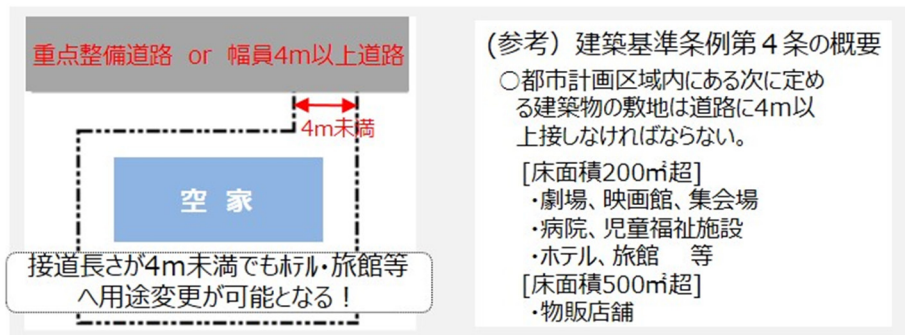 重点整備道路 or 幅員4m以上道路
4m未満
空 家
接道長さが4m未満でもﾎﾃﾙ・旅館等
へ用途変更が可能となる！
(参考) 建築基準条例第４条の概要
○都市計画区域内にある次に定め
る建築物の敷地は道路に4m以
上接しなければならない。
[床面積200㎡超]
・劇場、映画館、集会場
・病院、児童福祉施設
・ホテル、旅館 等
[床面積500㎡超]
・物販店舗